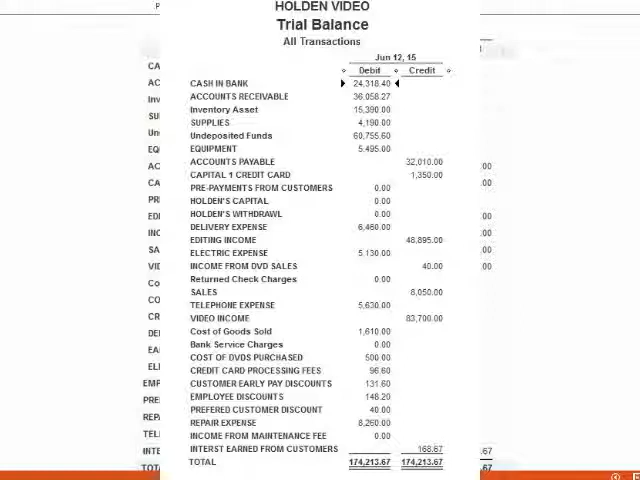 HOLDEN VIDEO
Trial Balance
All Transactions
Jun 12, 15
Debit Credit
CASH IN BANK 24,318.40
ACCOUNTS RECEIVABLE 36,058.27
Inventory Asset 15,390.00
SUPPLIES 4,190.00
Undeposited Funds 60,755.60
EQUIPMENT 5,495.00
ACCOUNTS PAYABLE 32,010.00
CAPITAL 1 CREDIT CARD 1,350.00
PRE-PAYMENTS FROM CUSTOMERS 0.00
HOLDEN'S CAPITAL 0.00
HOLDEN'S WITHDRAWL 0.00
DELIVERY EXPENSE 6,460.00
EDITING INCOME 48,895.00
ELECTRIC EXPENSE 5,130.00
INCOME FROM DVD SALES 40.00
Returned Check Charges 0.00
SALES 8,050.00
TELEPHONE EXPENSE 5,630.00
VIDEO INCOME 83,700.00
Cost of Goods Sold 1,610.00
Bank Service Charges 0.00
COST OF DVDS PURCHASED 500.00
CREDIT CARD PROCESSING FEES 96.60
CUSTOMER EARLY PAY DISCOUNTS 131.60
EMPLOYEE DISCOUNTS 148.20
PREFERED CUSTOMER DISCOUNT 40.00
REPAIR EXPENSE 8,260.00
INCOME FROM MAINTENANCE FEE 0.00
INTERST EARNED FROM CUSTOMERS 168.67
TOTAL 174,213.67 174,213.67